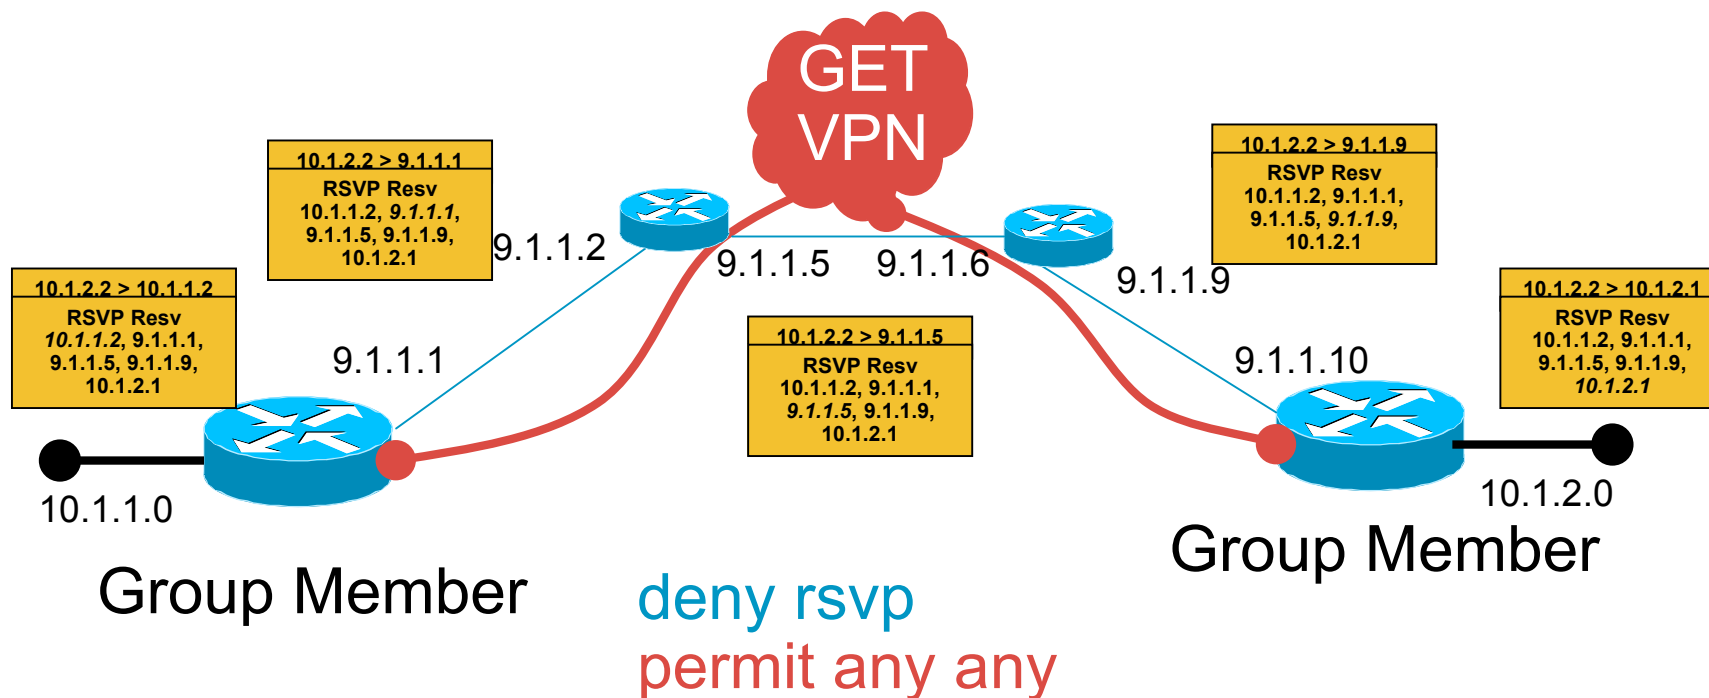 GET
VPN
10.1.2.2 > 9.1.1.1
RSVP Resv
10.1.1.2, 9.1.1.1,
9.1.1.5, 9.1.1.9,
10.1.2.1
10.1.2.2 > 9.1.1.9
RSVP Resv
10.1.1.2, 9.1.1.1,
9.1.1.5, 9.1.1.9,
10.1.2.1
9.1.1.2
9.1.1.5
9.1.1.6
9.1.1.9
10.1.2.2 > 10.1.1.2
RSVP Resv
10.1.1.2, 9.1.1.1,
9.1.1.5, 9.1.1.9,
10.1.2.1
10.1.2.2 > 10.1.2.1
RSVP Resv
10.1.1.2, 9.1.1.1,
9.1.1.5, 9.1.1.9,
10.1.2.1
9.1.1.1
10.1.2.2 > 9.1.1.5
RSVP Resv
10.1.1.2, 9.1.1.1,
9.1.1.5, 9.1.1.9,
10.1.2.1
9.1.1.10
10.1.1.0
10.1.2.0
Group Member
Group Member
deny rsvp
permit any any